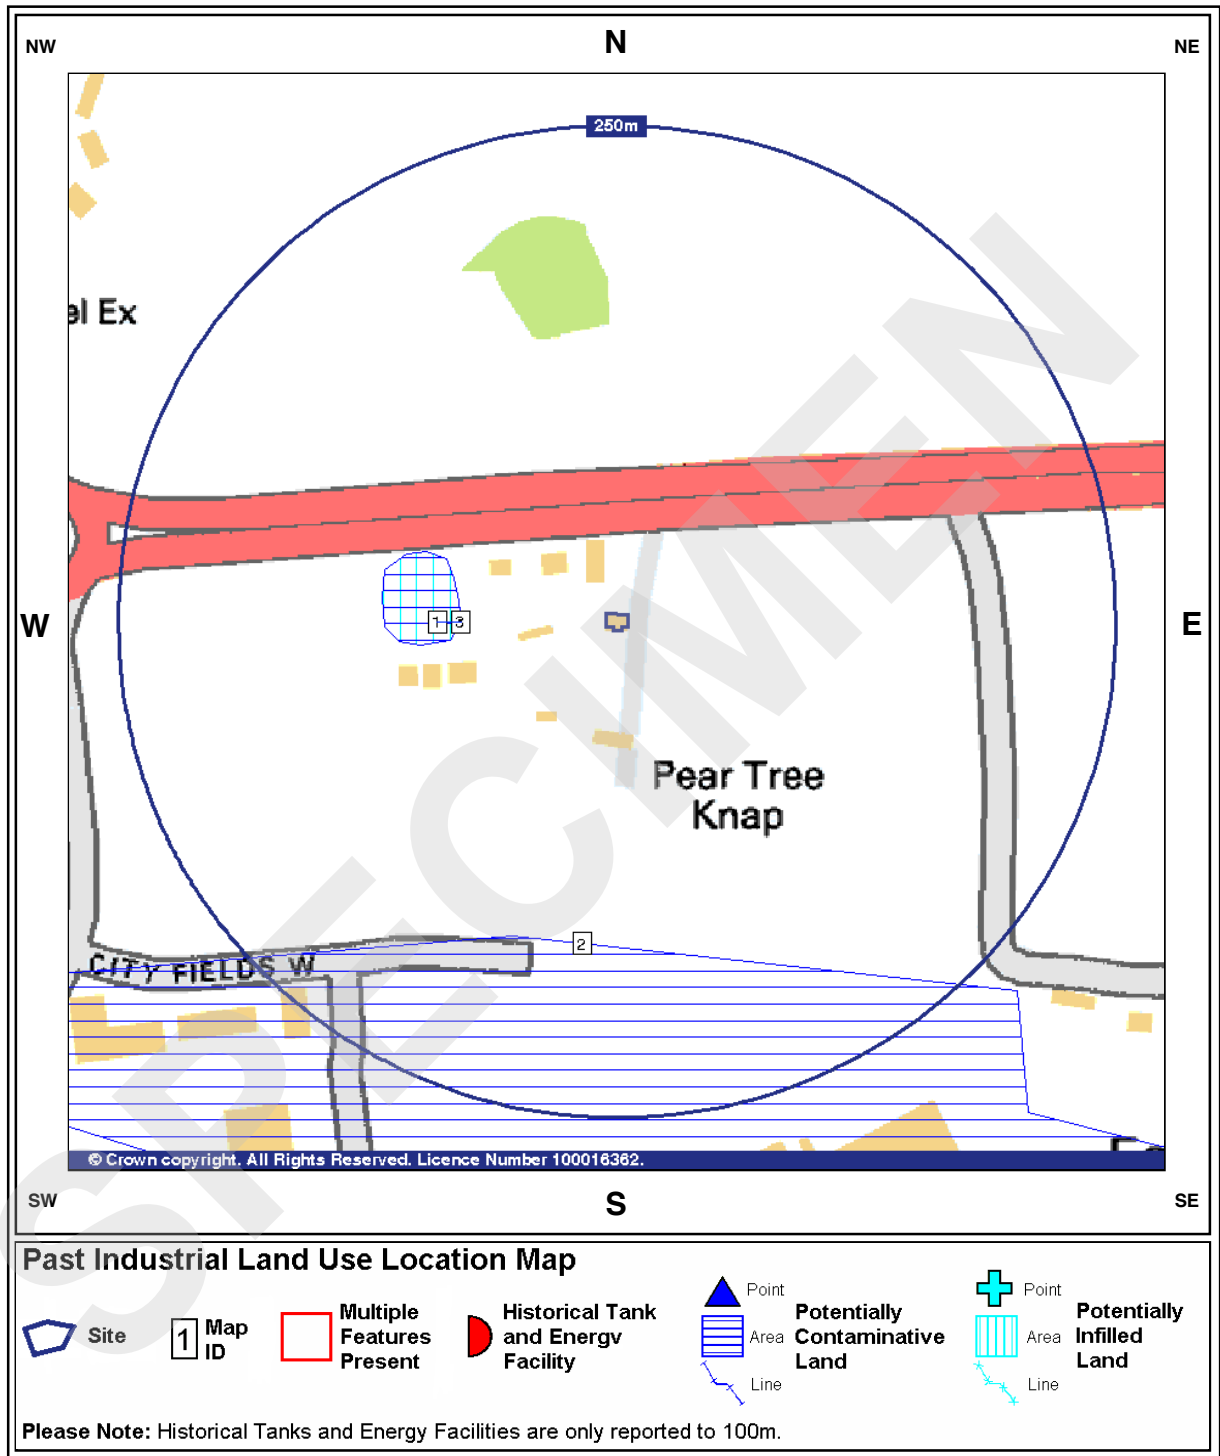 NW
N
NE
250m
el Ex
W
E
1
3
Pear Tree
Knap
2
CITY FIELDS W
© Crown copyright. All Rights Reserved. Licence Number 100016362.
SW
S
SE
SPECIMEN
Past Industrial Land Use Location Map
Site
1
Map
ID
Multiple
Features
Present
Historical Tank
and Energy
Facility
Point
Area
Line
Potentially
Contaminative
Land
Point
Area
Line
Potentially
Infilled
Land
Please Note: Historical Tanks and Energy Facilities are only reported to 100m.